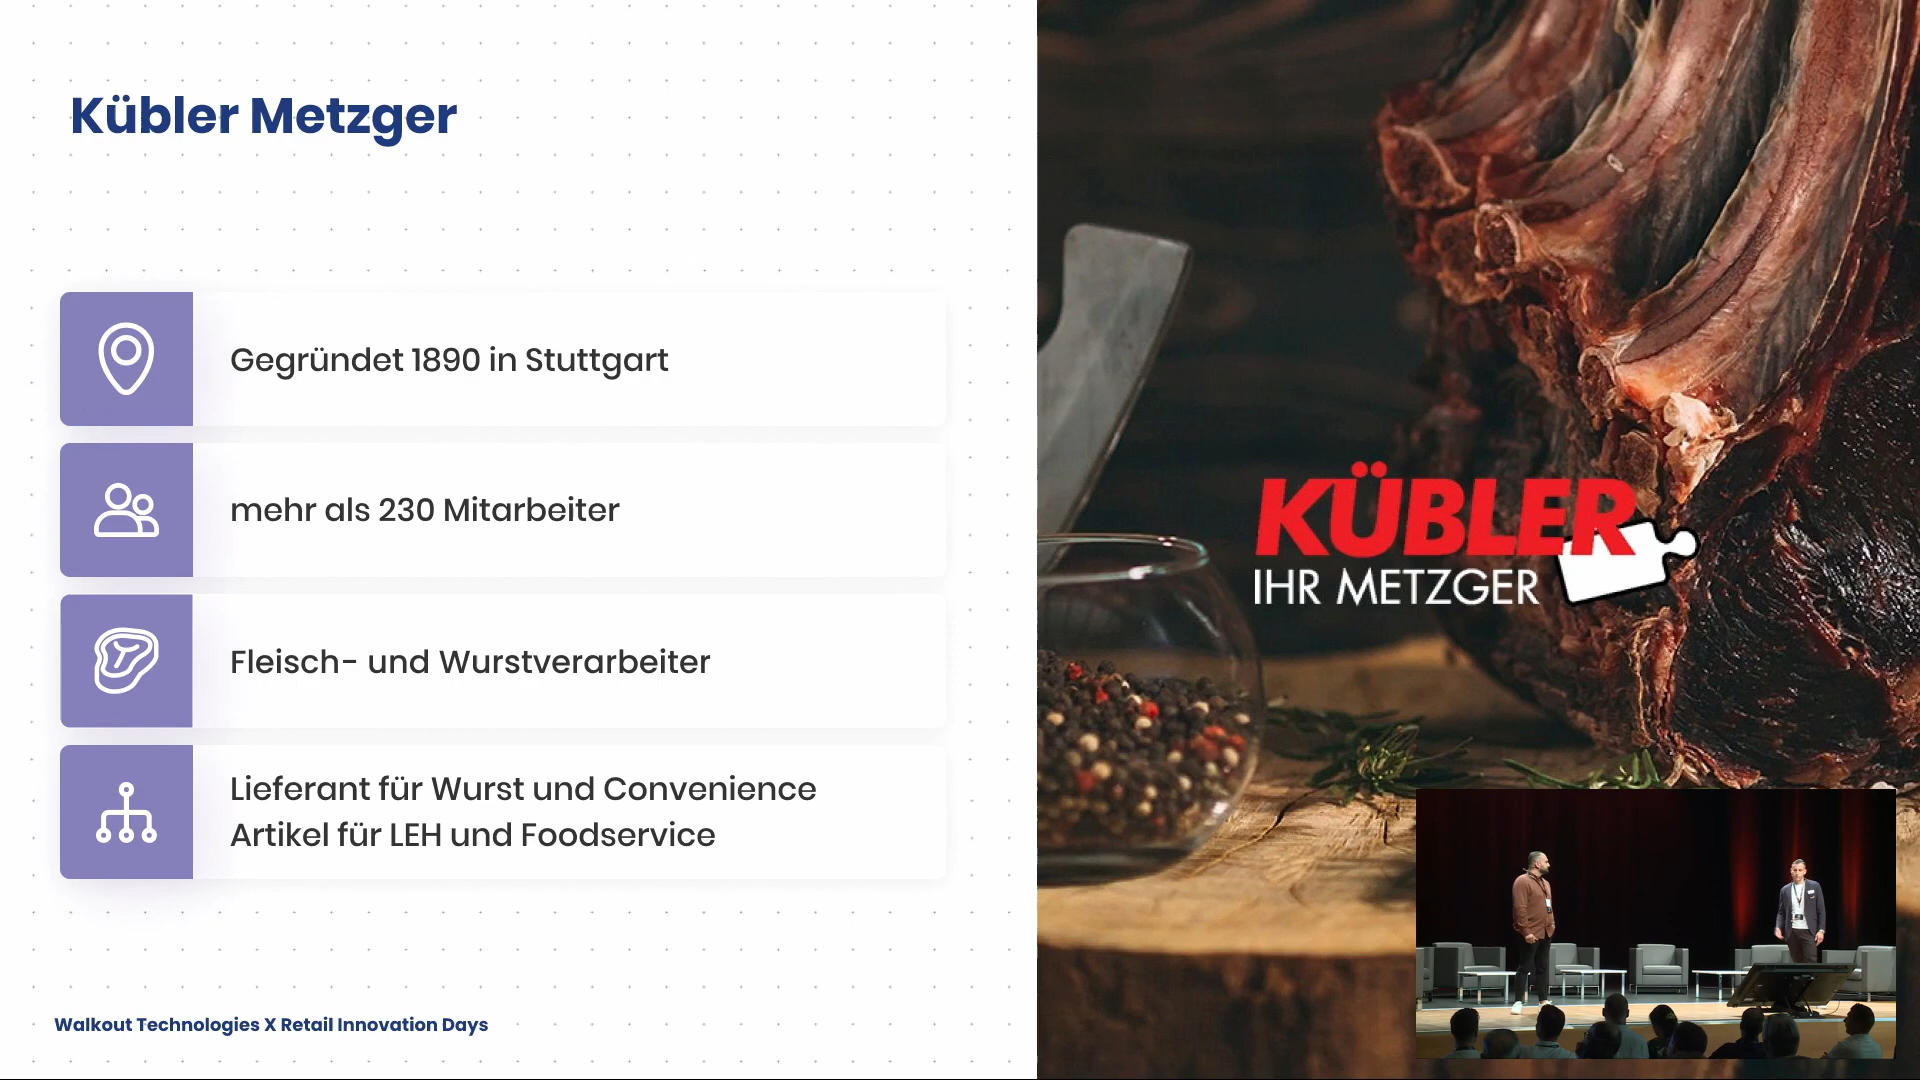 Kübler Metzger
Gegründet 1890 in Stuttgart
mehr als 230 Mitarbeiter
Fleisch- und Wurstverarbeiter
Lieferant für Wurst und Convenience
Artikel für LEH und Foodservice
Walkout Technologies X Retail Innovation Days
KÜBLER
IHR METZGER